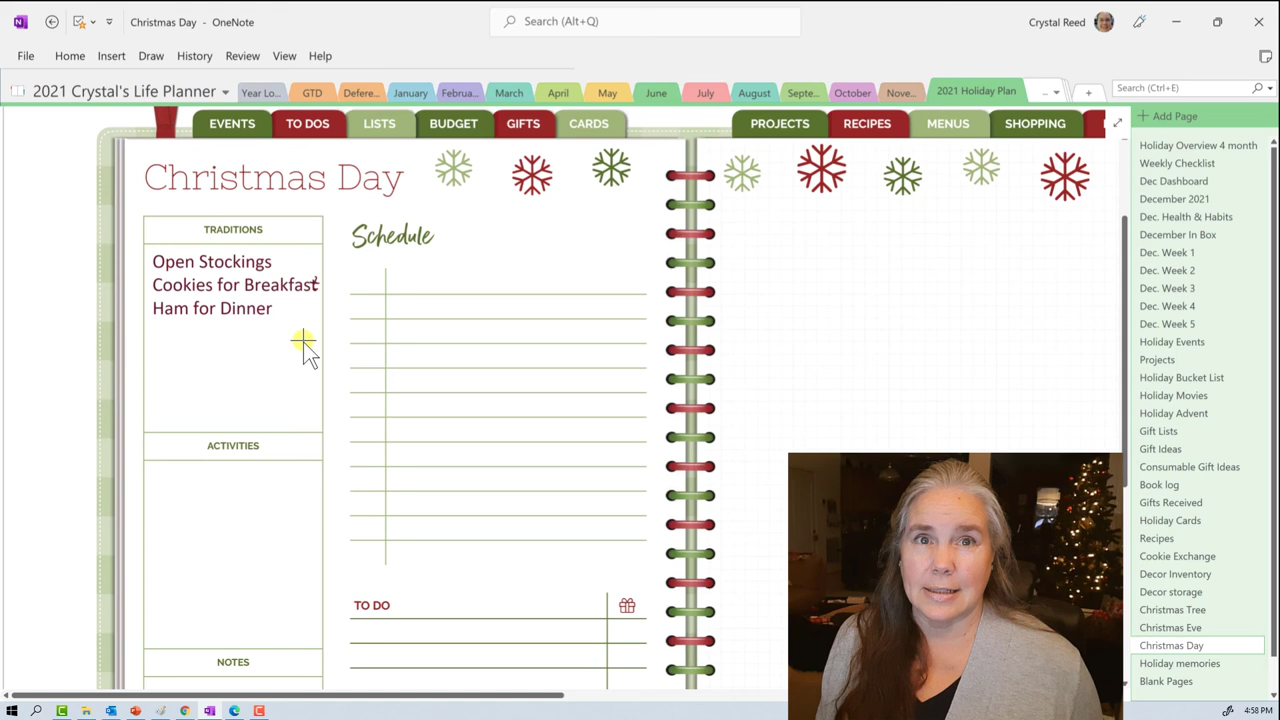 Christmas Day - OneNote
Search (Alt+Q)
Crystal Reed
File Home Insert Draw History Review View Help
2021 Crystal's Life Planner
Year Lo... GTD Defere... January Februa... March April May June July August Septe... October Nove... 2021 Holiday Plan ...
Search (Ctrl+E)
EVENTS TO DOS LISTS BUDGET GIFTS CARDS PROJECTS RECIPES MENUS SHOPPING
Christmas Day
TRADITIONS
Open Stockings
Cookies for Breakfast
Ham for Dinner
ACTIVITIES
NOTES
Schedule
TO DO
Add Page
Holiday Overview 4 month
Weekly Checklist
Dec Dashboard
December 2021
Dec. Health & Habits
December In Box
Dec. Week 1
Dec. Week 2
Dec. Week 3
Dec. Week 4
Dec. Week 5
Holiday Events
Projects
Holiday Bucket List
Holiday Movies
Holiday Advent
Gift Lists
Gift Ideas
Consumable Gift Ideas
Book log
Gifts Received
Holiday Cards
Recipes
Cookie Exchange
Decor Inventory
Decor storage
Christmas Tree
Christmas Eve
Christmas Day
Holiday memories
Blank Pages
4:58 PM